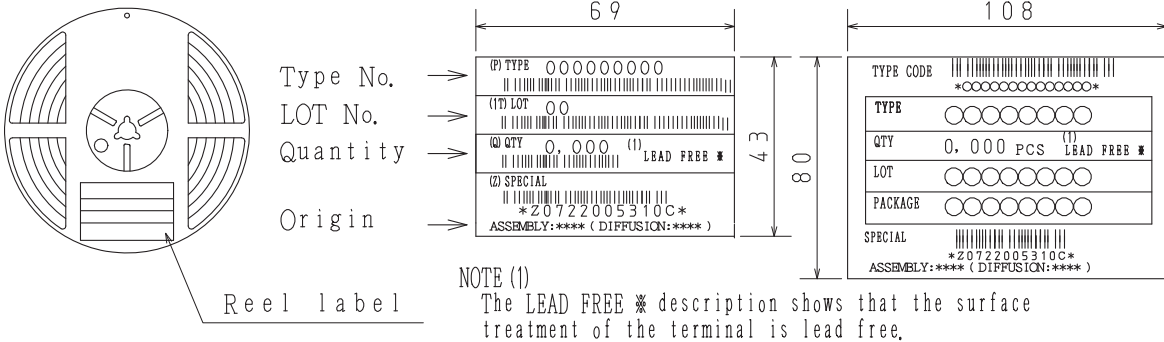 69
108
Type No.
LOT No.
Quantity
Origin
Reel label
(P) TYPE 000000000
(1T) LOT 00
(Q) QTY 0,000 (1) LEAD FREE ※
(Z) SPECIAL
*Z0722005310C*
ASSEMBLY:**** ( DIFFUSION:**** )
43
80
TYPE CODE
*○○○○○○○○○○○○○○*
TYPE ○○○○○○○○
QTY 0,000 PCS (1) LEAD FREE ※
LOT ○○○○○○○○
PACKAGE ○○○○○○○○
SPECIAL
*Z0722005310C*
ASSEMBLY:**** ( DIFFUSION:**** )
NOTE (1)
The LEAD FREE ※ description shows that the surface
treatment of the terminal is lead free.